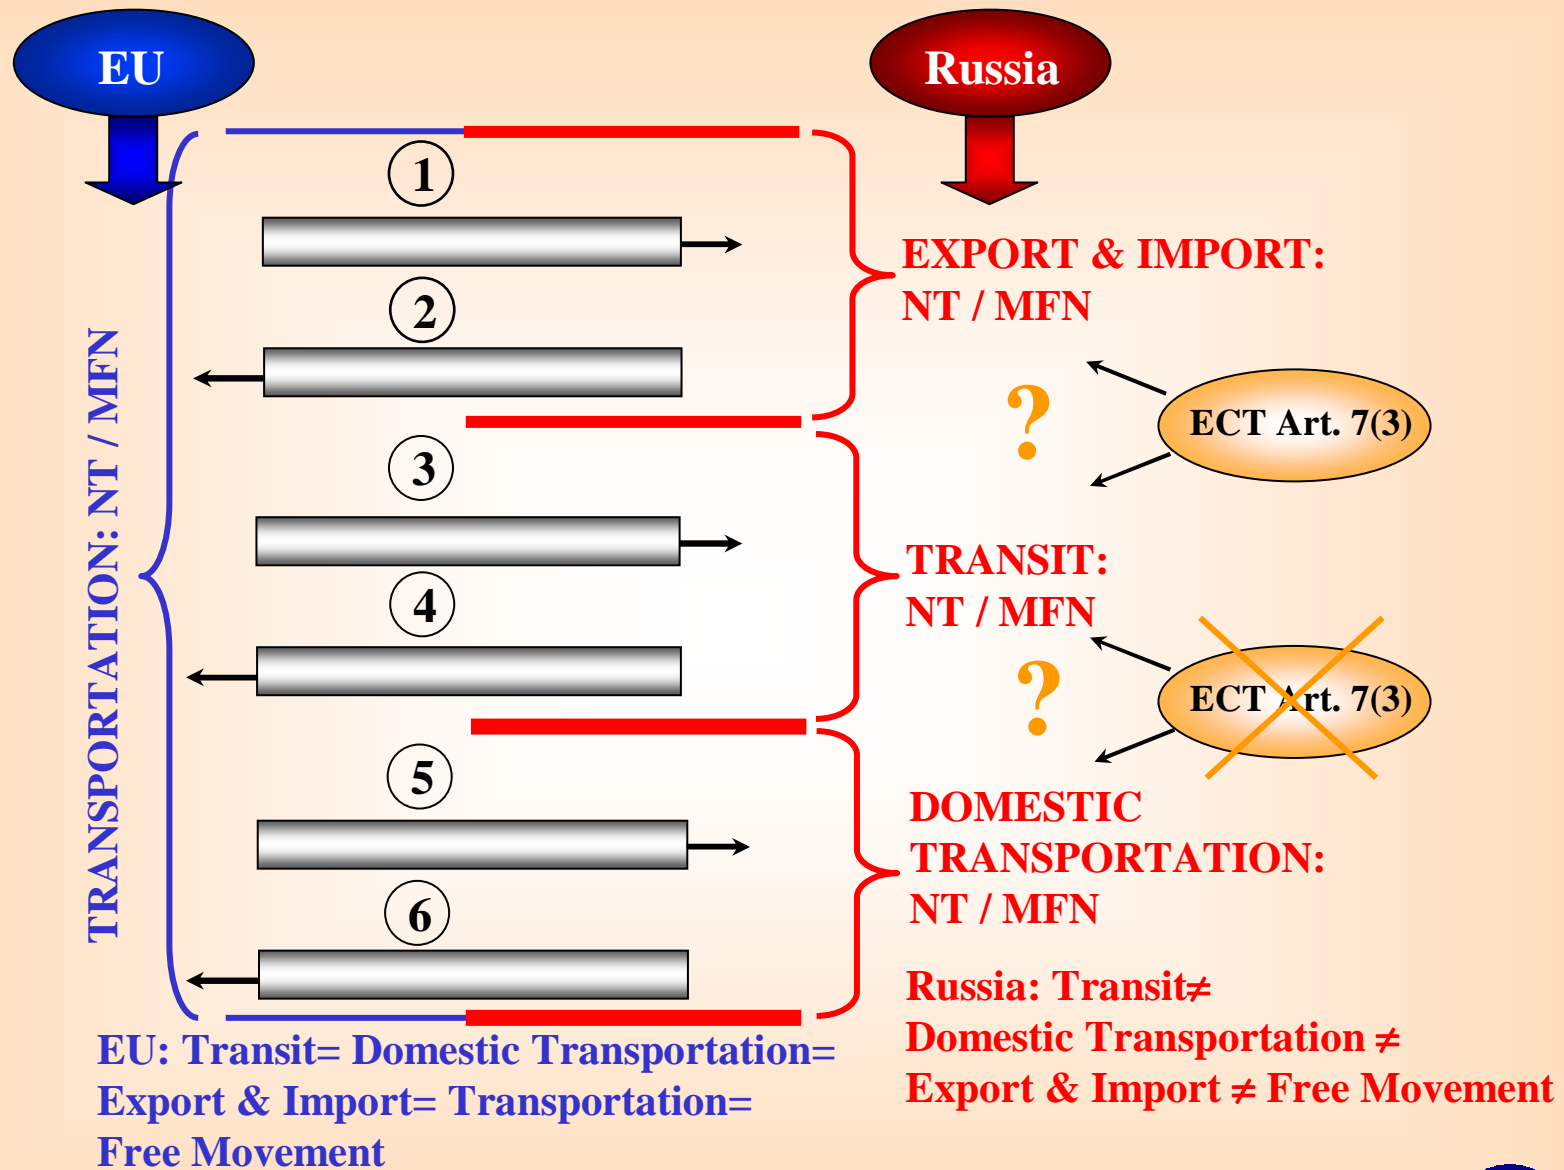 EU
Russia
TRANSPORTATION: NT / MFN
1
2
3
4
5
6
EXPORT & IMPORT:
NT / MFN
?
ECT Art. 7(3)
TRANSIT:
NT / MFN
?
ECT Art. 7(3)
DOMESTIC
TRANSPORTATION:
NT / MFN
EU: Transit= Domestic Transportation=
Export & Import= Transportation=
Free Movement
Russia: Transit≠
Domestic Transportation ≠
Export & Import ≠ Free Movement